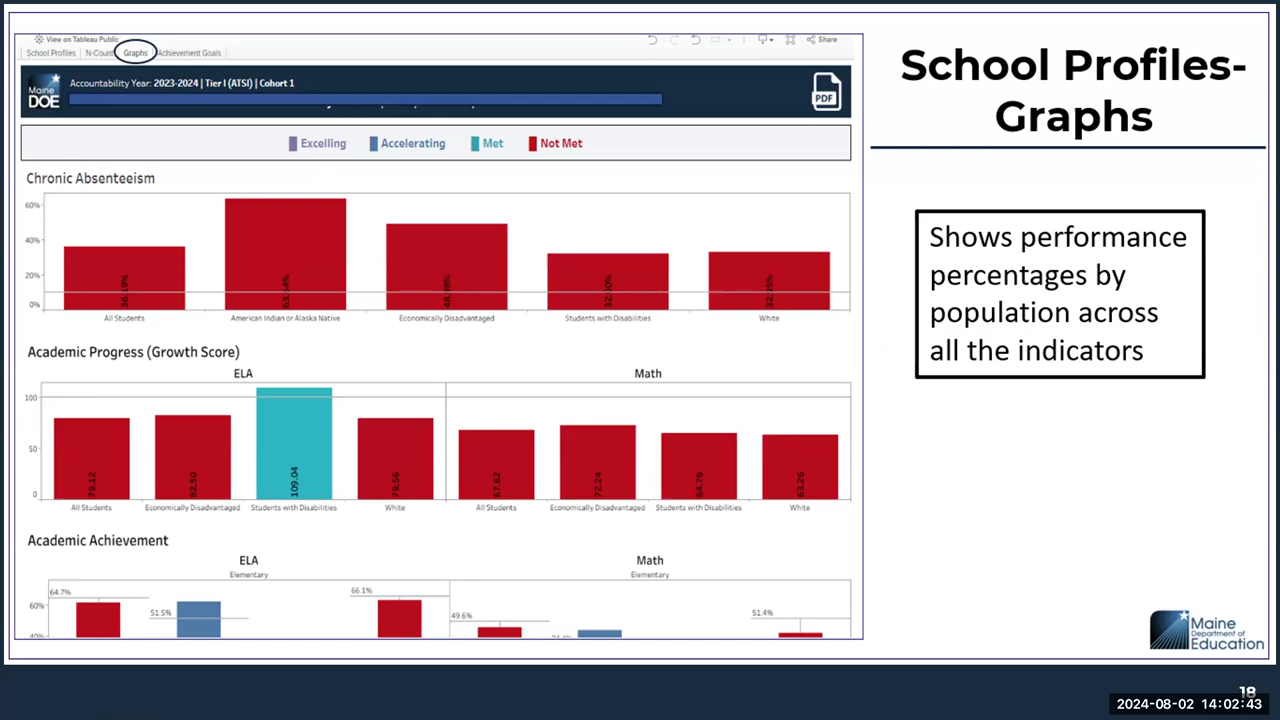 View on Tableau Public
Share
School Profiles N-Count Graphs Achievement Goals
Maine
DOE
Accountability Year: 2023-2024 | Tier I (ATSI) | Cohort 1
PDF
Excelling Accelerating Met Not Met
Chronic Absenteeism
60%
40%
20%
0%
36.19% 48.98% 32.00%
All Students American Indian or Alaska Native Economically Disadvantaged Students with Disabilities White
Academic Progress (Growth Score)
ELA Math
100
50
0
79.12 82.50 109.04 79.56 67.62 72.24 64.76 63.26
All Students Economically Disadvantaged Students with Disabilities White All Students Economically Disadvantaged Students with Disabilities White
Academic Achievement
ELA Math
Elementary Elementary
64.7% 51.5% 66.1% 49.6% 51.4%
60%
40%
School Profiles-
Graphs
Shows performance
percentages by
population across
all the indicators
Maine
Department of
Education
18
2024-08-02 14:02:43